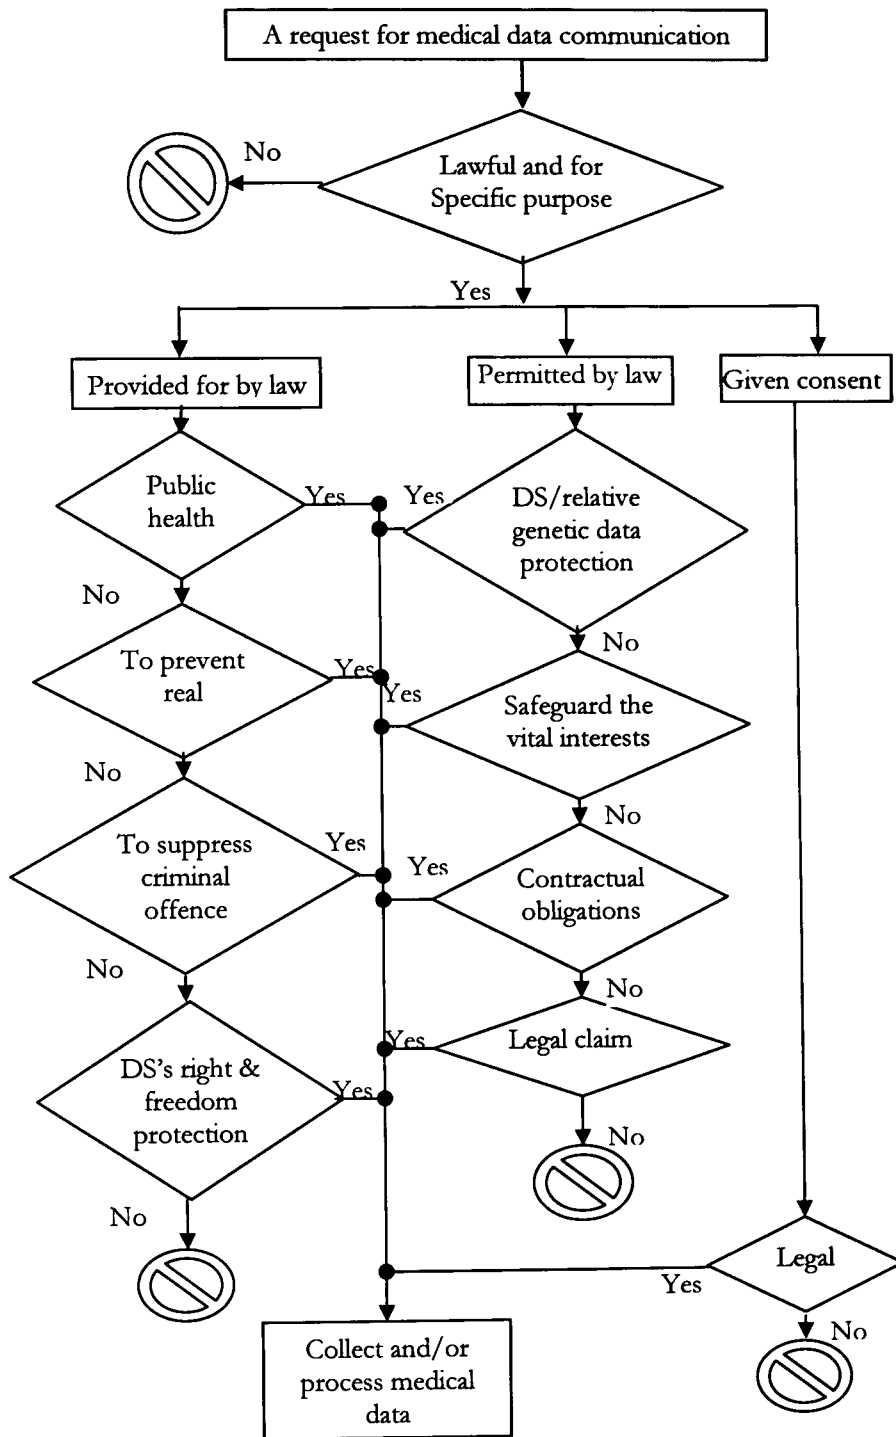 A request for medical data communication
Lawful and for
Specific purpose
No
Yes
Provided for by law
Permitted by law
Given consent
Public
health
Yes
No
To prevent
real
Yes
No
To suppress
criminal
offence
Yes
No
DS's right &
freedom
protection
Yes
No
Yes
DS/relative
genetic data
protection
No
Yes
Safeguard the
vital interests
No
Yes
Contractual
obligations
No
Yes
Legal claim
No
Legal
Yes
No
Collect and/or
process medical
data